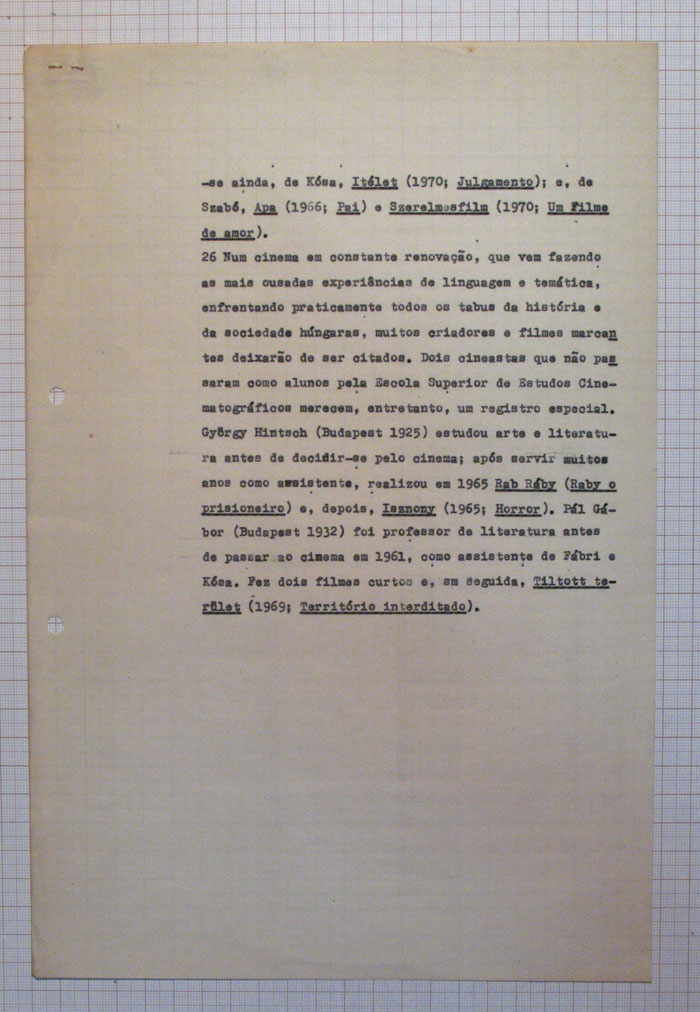 -se ainda, de Kósa, Itélet (1970; Julgamento); e, de
Szabó, Apa (1966; Pai) e Szerelmesfilm (1970; Um Filme
de amor).
26 Num cinema em constante renovação, que vem fazendo
as mais ousadas experiências de linguagem e temática,
enfrentando praticamente todos os tabus da história e
da sociedade húngaras, muitos criadores e filmes marcan
tes deixarão de ser citados. Dois cineastas que não pas
saram como alunos pela Escola Superior de Estudos Cine-
matográficos merecem, entretanto, um registro especial.
György Hintsch (Budapest 1925) estudou arte e literatu-
ra antes de decidir-se pelo cinema; após servir muitos
anos como assistente, realizou em 1965 Rab Ráby (Raby o
prisioneiro) e, depois, Isznony (1965; Horror). Pál Gá-
bor (Budapest 1932) foi professor de literatura antes
de passar ao cinema em 1961, como assistente de Fábri e
Kósa. Fez dois filmes curtos e, em seguida, Tiltott te-
rület (1969; Território interditado).